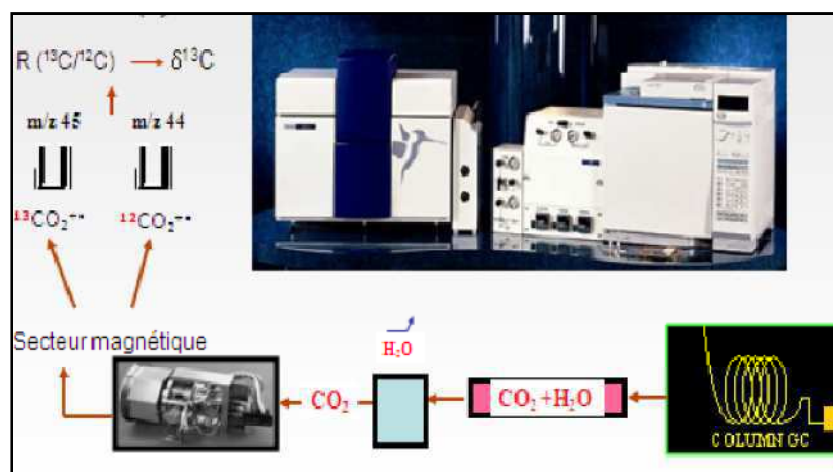 R (¹³C/¹²C) → δ¹³C
m/z 45 m/z 44
¹³CO₂⁺• ¹²CO₂⁺•
Secteur magnétique
H₂O
CO₂
CO₂+H₂O
COLUMN GC